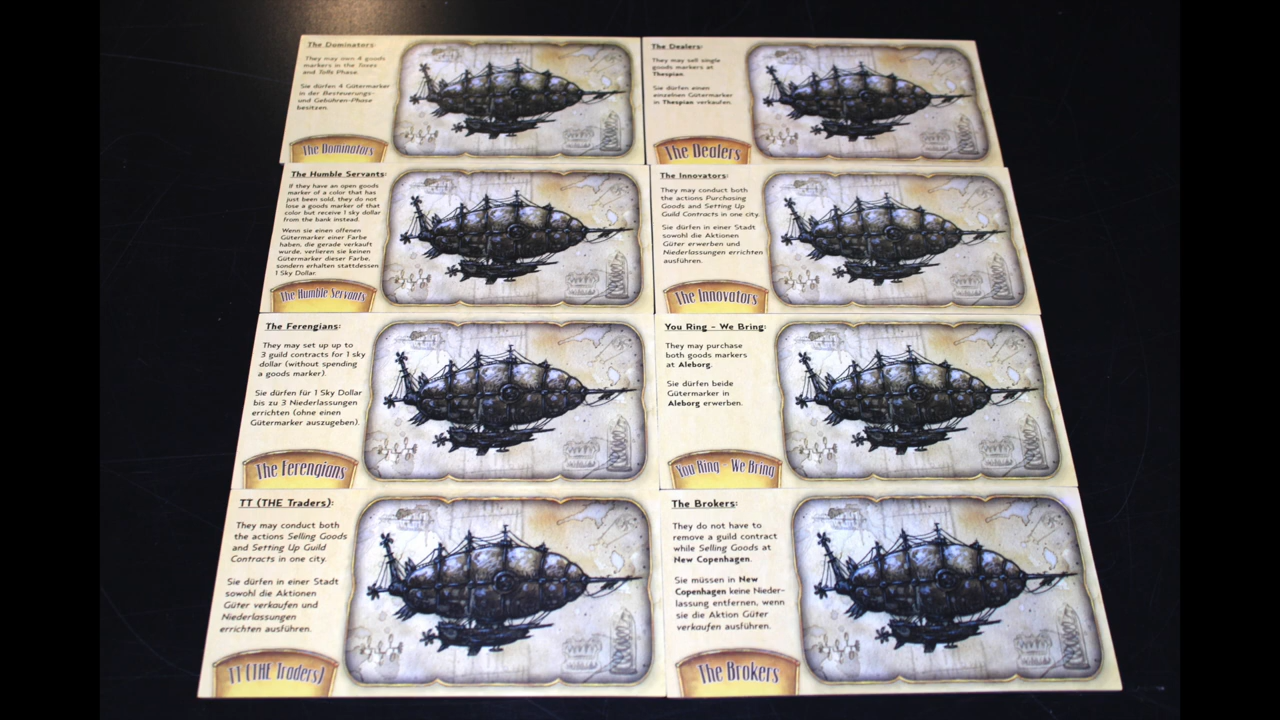 The Dominators:
They may own 4 goods
markers in the Taxes
and Tolls Phase.
Sie dürfen 4 Gütermarker
in der Besteuerungs-
und Gebühren-Phase
besitzen.
The Dominators
The Dealers:
They may sell single
goods markers at
Thespian.
Sie dürfen einen
einzelnen Gütermarker
in Thespian verkaufen.
The Dealers
The Humble Servants:
If they have an open goods
marker of a color that has
just been sold, they do not
lose a goods marker of that
color but receive 1 sky dollar
from the bank instead.
Wenn sie einen offenen
Gütermarker einer Farbe
haben, die gerade verkauft
wurde, verlieren sie keinen
Gütermarker dieser Farbe,
sondern erhalten stattdessen
1 Sky Dollar.
The Humble Servants
The Innovators:
They may conduct both
the actions Purchasing
Goods and Setting Up
Guild Contracts in one city.
Sie dürfen in einer Stadt
sowohl die Aktionen
Güter erwerben und
Niederlassungen errichten
ausführen.
The Innovators
The Ferengians:
They may set up up to
3 guild contracts for 1 sky
dollar (without spending
a goods marker).
Sie dürfen für 1 Sky Dollar
bis zu 3 Niederlassungen
errichten (ohne einen
Gütermarker auszugeben).
The Ferengians
You Ring – We Bring:
They may purchase
both goods markers
at Aleborg.
Sie dürfen beide
Gütermarker in
Aleborg erwerben.
You Ring - We Bring
TT (THE Traders):
They may conduct both
the actions Selling Goods
and Setting Up Guild
Contracts in one city.
Sie dürfen in einer Stadt
sowohl die Aktionen
Güter verkaufen und
Niederlassungen
errichten ausführen.
TT (THE Traders)
The Brokers:
They do not have to
remove a guild contract
while Selling Goods at
New Copenhagen.
Sie müssen in New
Copenhagen keine Nieder-
lassung entfernen, wenn
sie die Aktion Güter
verkaufen ausführen.
The Brokers